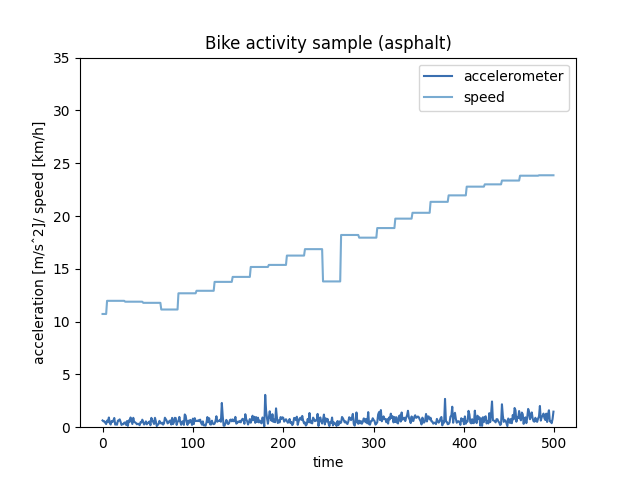 Bike activity sample (asphalt)
35
30
25
20
15
10
5
0
acceleration [m/sˆ2]/ speed [km/h]
accelerometer
speed
0 100 200 300 400 500
time